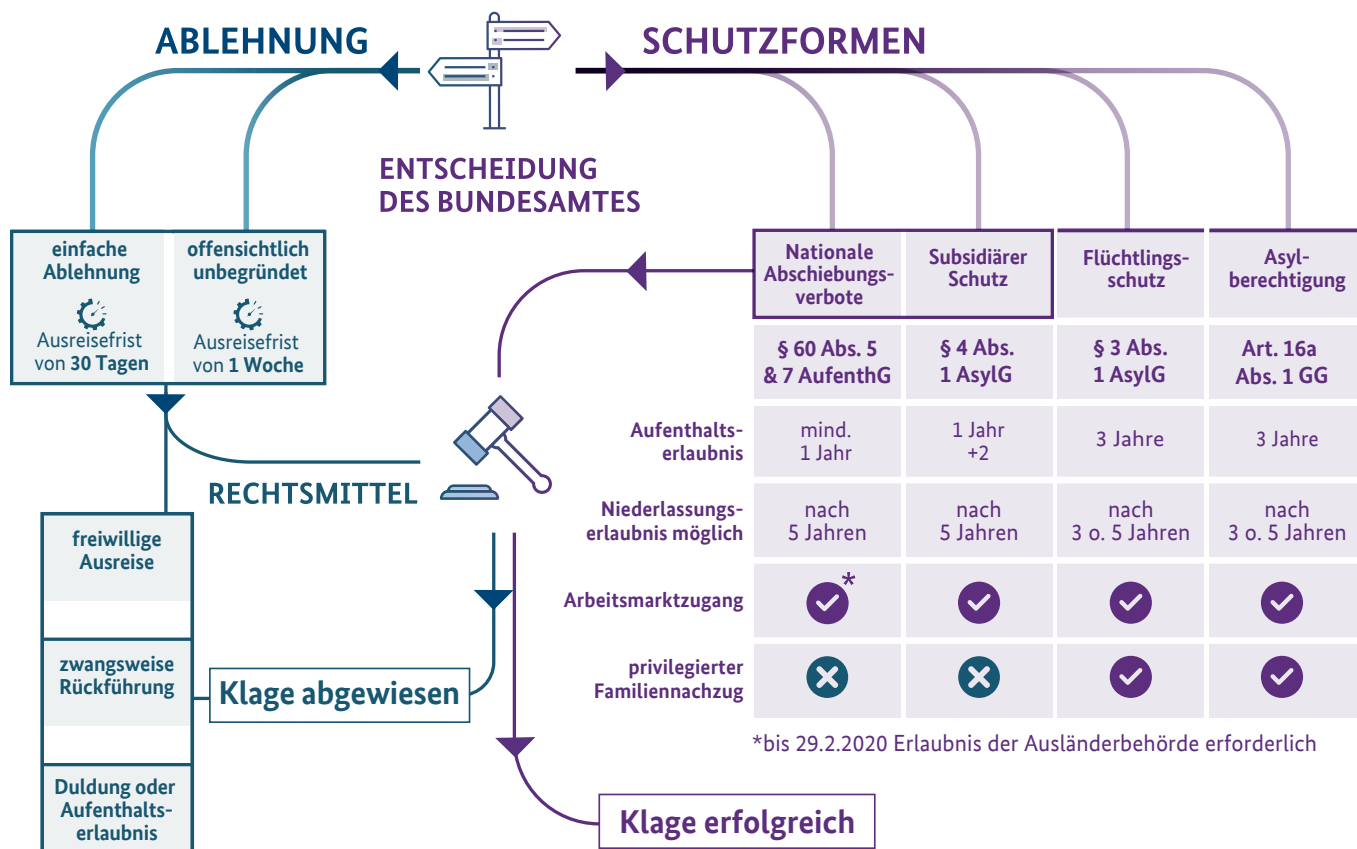 ABLEHNUNG
SCHUTZFORMEN
ENTSCHEIDUNG
DES BUNDESAMTES
einfache
Ablehnung
Ausreisefrist
von 30 Tagen
offensichtlich
unbegründet
Ausreisefrist
von 1 Woche
RECHTSMITTEL
freiwillige
Ausreise
zwangsweise
Rückführung
Duldung oder
Aufenthalts-
erlaubnis
Klage abgewiesen
Klage erfolgreich
Nationale
Abschiebungs-
verbote
Subsidiärer
Schutz
Flüchtlings-
schutz
Asyl-
berechtigung
§ 60 Abs. 5
& 7 AufenthG
§ 4 Abs.
1 AsylG
§ 3 Abs.
1 AsylG
Art. 16a
Abs. 1 GG
Aufenthalts-
erlaubnis
mind.
1 Jahr
1 Jahr
+2
3 Jahre
3 Jahre
Niederlassungs-
erlaubnis möglich
nach
5 Jahren
nach
5 Jahren
nach
3 o. 5 Jahren
nach
3 o. 5 Jahren
Arbeitsmarktzugang
*
privilegierter
Familiennachzug
*bis 29.2.2020 Erlaubnis der Ausländerbehörde erforderlich